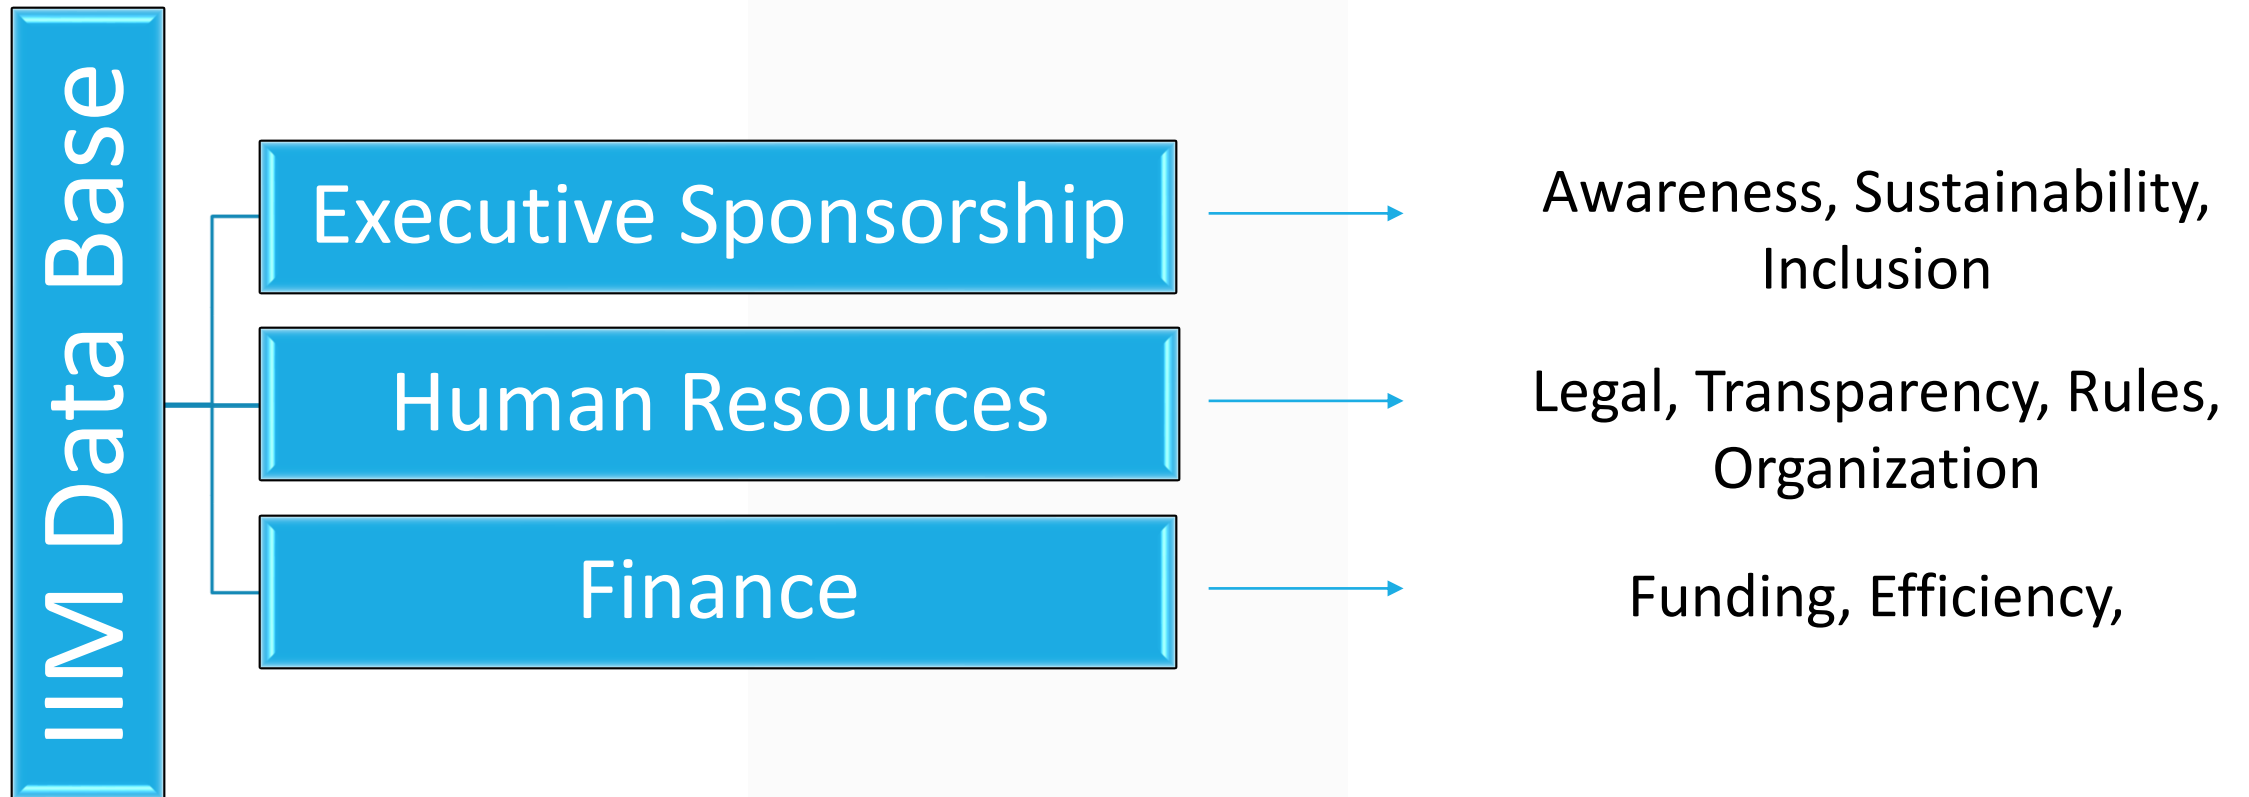 IIM Data Base
Executive Sponsorship
Awareness, Sustainability,
Inclusion
Human Resources
Legal, Transparency, Rules,
Organization
Finance
Funding, Efficiency,